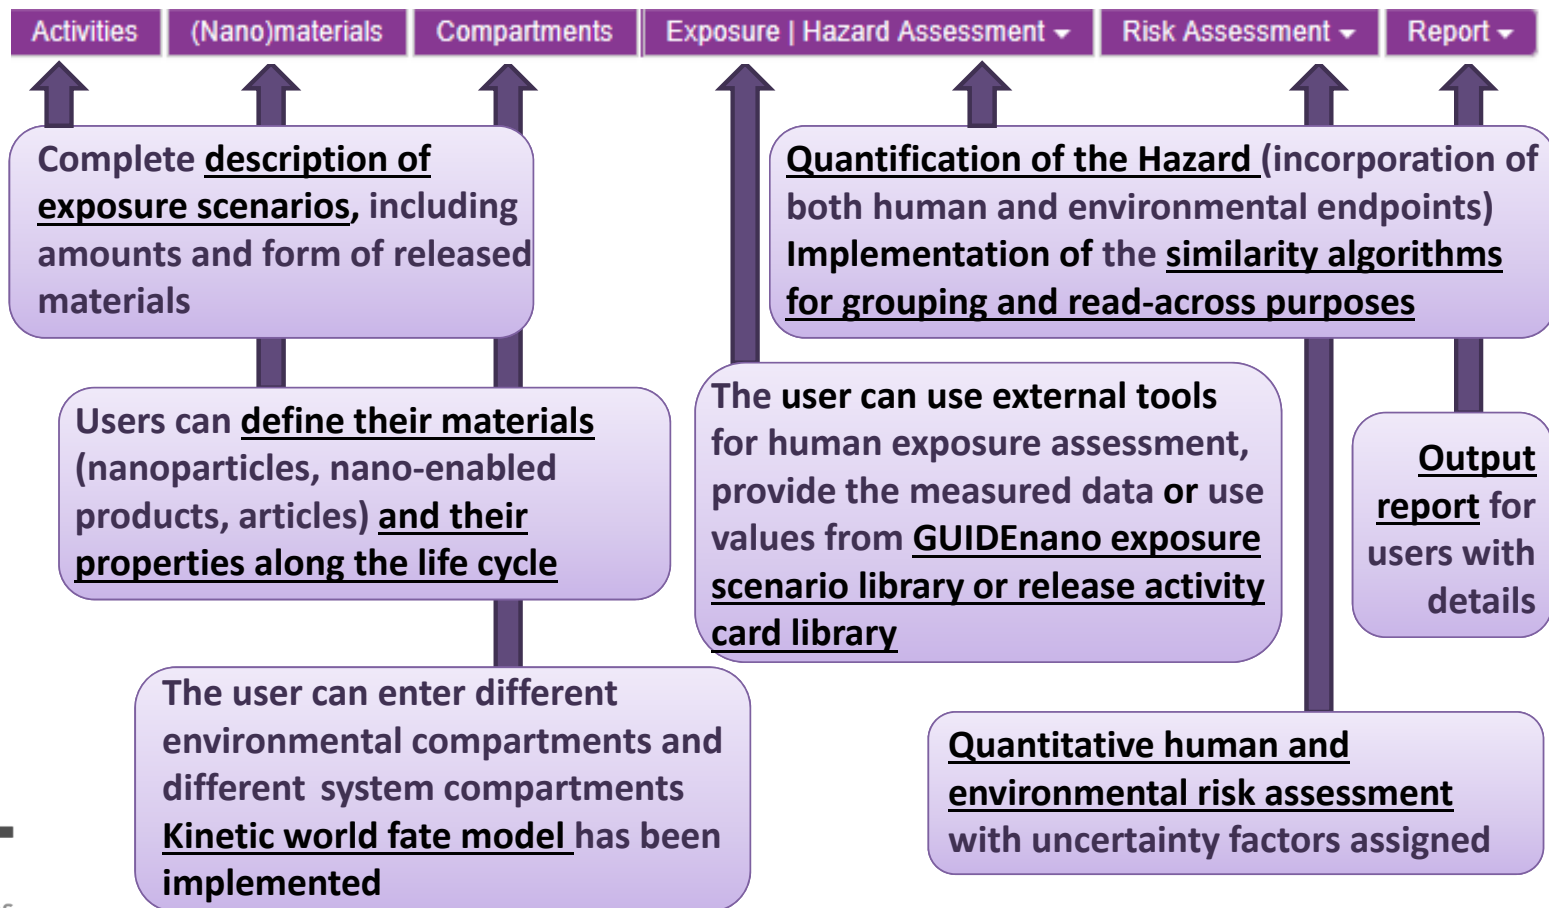 Activities
(Nano)materials
Compartments
Exposure | Hazard Assessment
Risk Assessment
Report
Complete description of
exposure scenarios, including
amounts and form of released
materials
Quantification of the Hazard (incorporation of
both human and environmental endpoints)
Implementation of the similarity algorithms
for grouping and read-across purposes
Users can define their materials
(nanoparticles, nano-enabled
products, articles) and their
properties along the life cycle
The user can use external tools
for human exposure assessment,
provide the measured data or use
values from GUIDEnano exposure
scenario library or release activity
card library
Output
report for
users with
details
The user can enter different
environmental compartments and
different system compartments
Kinetic world fate model has been
implemented
Quantitative human and
environmental risk assessment
with uncertainty factors assigned